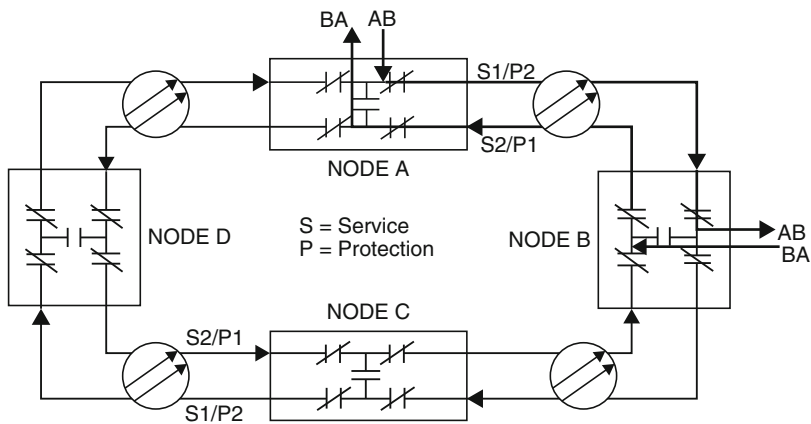 BA AB
S1/P2
S2/P1
NODE A
S = Service
P = Protection
NODE D
NODE B
AB
BA
NODE C
S2/P1
S1/P2